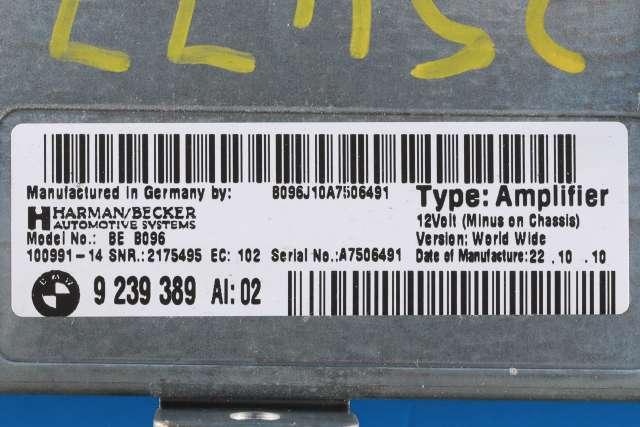 Manufactured in Germany by: B096J10A7506491 Type: Amplifier
HARMAN/BECKER
AUTOMOTIVE SYSTEMS
12Volt (Minus on Chassis)
Model No.: BE B096 Version: World Wide
100991-14 SNR.:2175495 EC: 102 Serial No.:A7506491 Date of Manufacture:22.10.10
BMW
9 239 389 AI:02